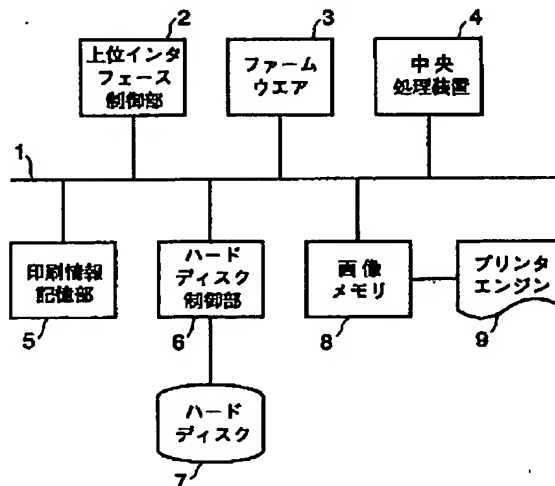 2
上位インタ
フェース
制御部
3
ファーム
ウエア
4
中央
処理装置
1
印刷情報
記憶部
5
ハード
ディスク
制御部
6
画像
メモリ
8
プリンタ
エンジン
9
ハード
ディスク
7